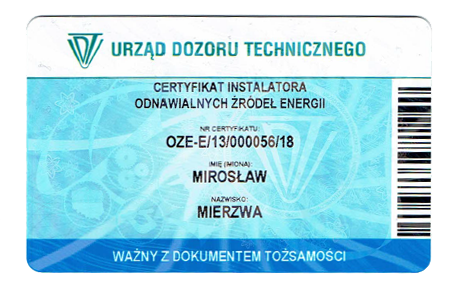 URZĄD DOZORU TECHNICZNEGO
CERTYFIKAT INSTALATORA
ODNAWIALNYCH ŹRÓDEŁ ENERGII
NR CERTYFIKATU:
OZE-E/13/000056/18
IMIĘ (IMIONA):
MIROSŁAW
NAZWISKO:
MIERZWA
WAŻNY Z DOKUMENTEM TOŻSAMOŚCI